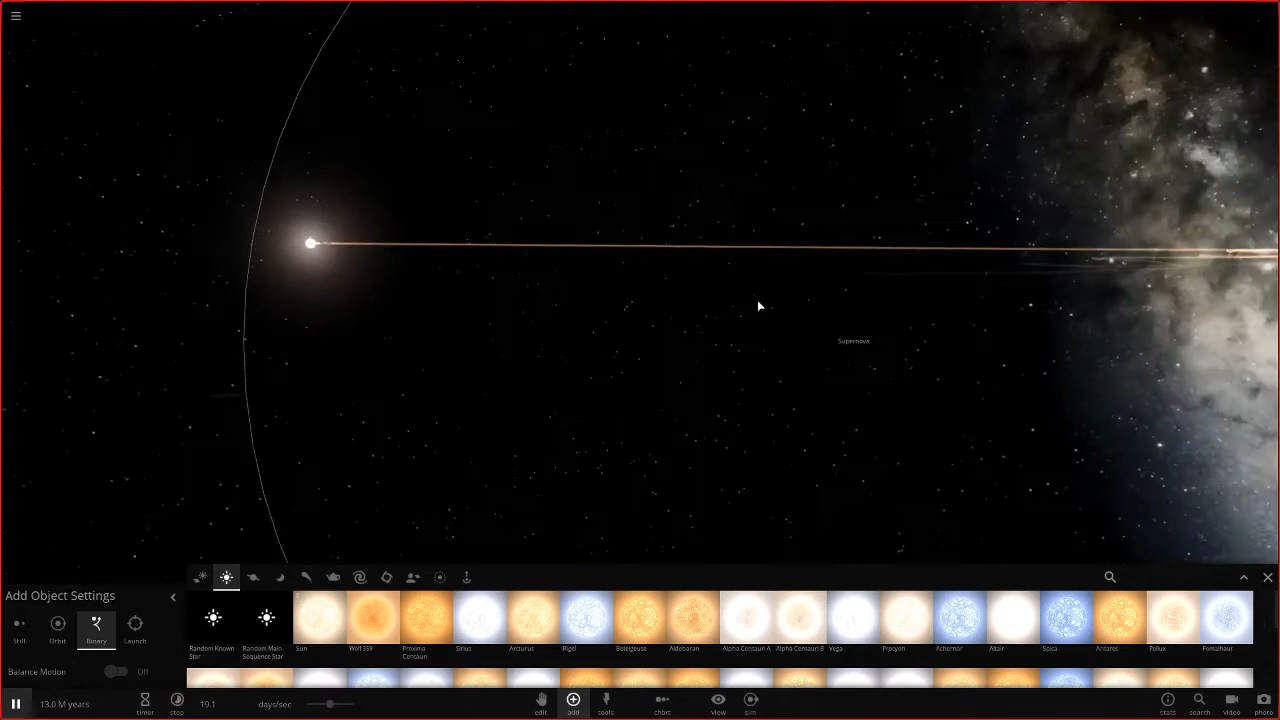 Supernova
Add Object Settings
Still
Orbit
Binary
Launch
Balance Motion
Off
Random Known
Star
Random Main
Sequence Star
Sun
Wolf 359
Proxima
Centauri
Sirius
Arcturus
Rigel
Betelgeuse
Aldebaran
Alpha Centauri A
Alpha Centauri B
Vega
Procyon
Achernar
Altair
Spica
Antares
Pollux
Fomalhaut
13.0 M years
timer
step
19.1
days/sec
edit
add
tools
chart
view
sim
stats
search
video
photo